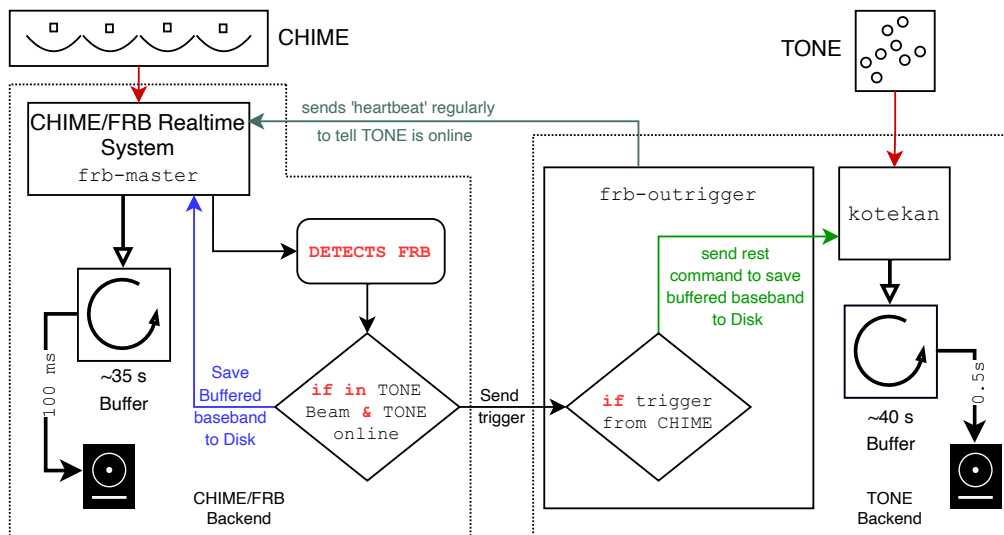 CHIME
TONE
sends 'heartbeat' regularly
to tell TONE is online
CHIME/FRB Realtime
System
frb-master
frb-outrigger
kotekan
DETECTS FRB
send rest
command to save
buffered baseband
to Disk
~35 s
Buffer
100 ms
Save
Buffered
baseband
to Disk
if in TONE
Beam & TONE
online
Send
trigger
if trigger
from CHIME
~40 s
Buffer
0.5s
CHIME/FRB
Backend
TONE
Backend